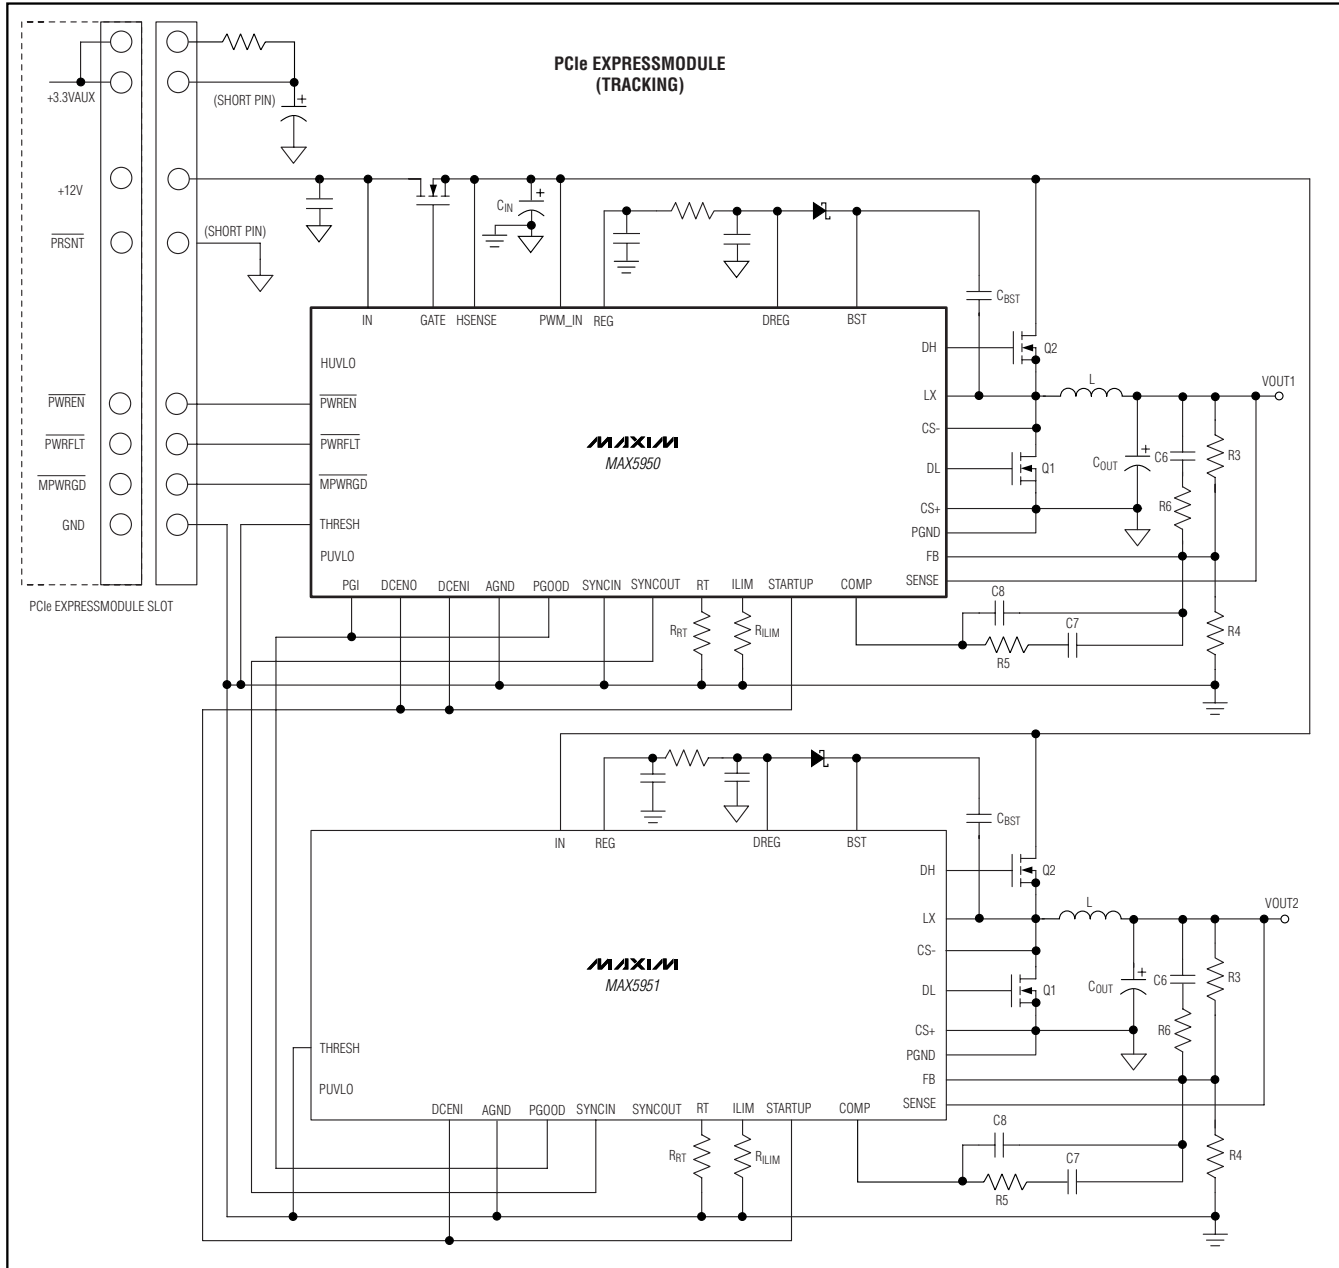 PCIe EXPRESSMODULE
(TRACKING)
+3.3VAUX
(SHORT PIN)
+12V
PRSNT
(SHORT PIN)
PWREN
PWRFLT
MPWRGD
GND
PCIe EXPRESSMODULE SLOT
CIN
CBST
IN GATE HSENSE PWM_IN REG DREG BST
HUVLO
PWREN
PWRFLT
MPWRGD
THRESH
PUVLO
MAXIM
MAX5950
DH
LX
CS-
DL
CS+
PGND
FB
SENSE
PGI DCENO DCENI AGND PGOOD SYNCIN SYNCOUT RT ILIM STARTUP COMP
Q2
L
VOUT1
Q1
COUT
C6
R3
R6
C8
C7
R5
R4
RRT
RILIM
CBST
IN REG DREG BST
MAXIM
MAX5951
THRESH
PUVLO
DH
LX
CS-
DL
CS+
PGND
FB
SENSE
DCENI AGND PGOOD SYNCIN SYNCOUT RT ILIM STARTUP COMP
Q2
L
VOUT2
Q1
COUT
C6
R3
R6
C8
C7
R5
R4
RRT
RILIM